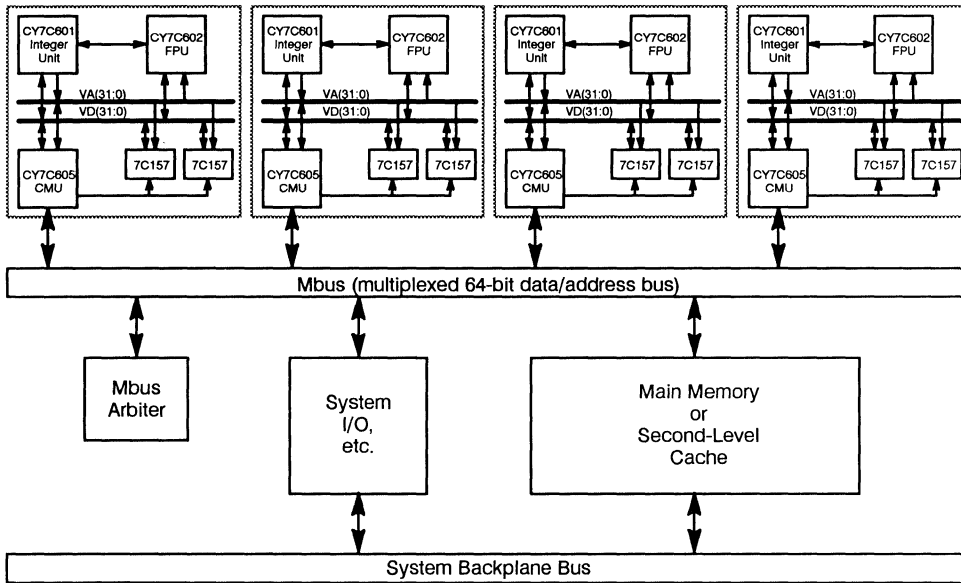 CY7C601
Integer
Unit
CY7C602
FPU
VA(31:0)
VD(31:0)
CY7C605
CMU
7C157
7C157
CY7C601
Integer
Unit
CY7C602
FPU
VA(31:0)
VD(31:0)
CY7C605
CMU
7C157
7C157
CY7C601
Integer
Unit
CY7C602
FPU
VA(31:0)
VD(31:0)
CY7C605
CMU
7C157
7C157
CY7C601
Integer
Unit
CY7C602
FPU
VA(31:0)
VD(31:0)
CY7C605
CMU
7C157
7C157
Mbus (multiplexed 64-bit data/address bus)
Mbus
Arbiter
System
I/O,
etc.
Main Memory
or
Second-Level
Cache
System Backplane Bus